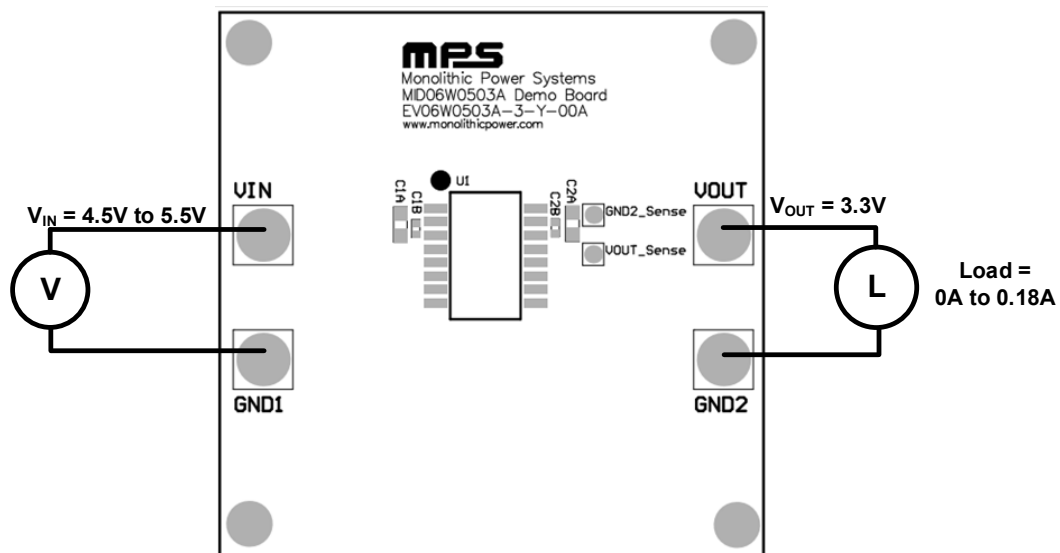 mPS
Monolithic Power Systems
MID06W0503A Demo Board
EV06W0503A-3-Y-00A
www.monolithicpower.com
VIN
C1A
C1B
U1
C2B
C2A
GND2_Sense
VOUT_Sense
VOUT
VIN = 4.5V to 5.5V
V
VOUT = 3.3V
L
Load =
0A to 0.18A
GND1
GND2